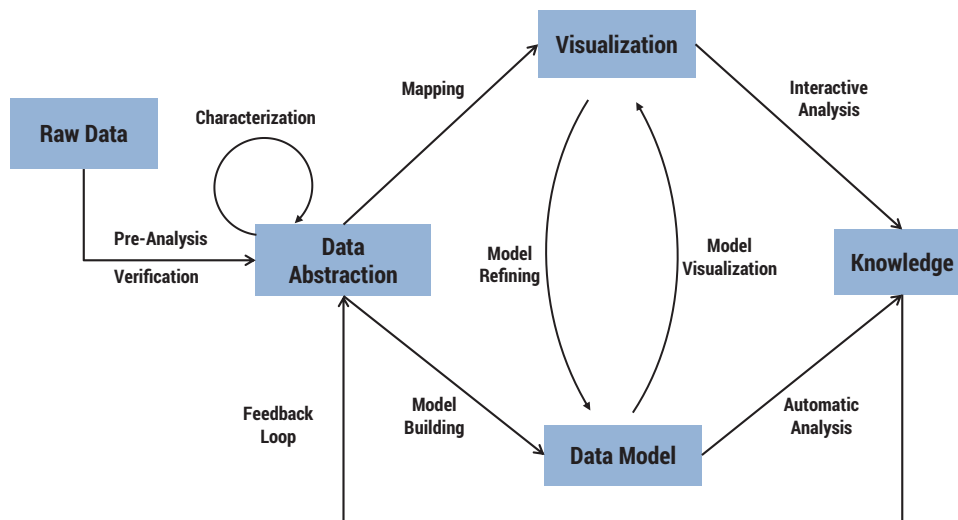 Visualization
Mapping
Interactive
Analysis
Raw Data
Characterization
Pre-Analysis
Verification
Data
Abstraction
Model
Refining
Model
Visualization
Knowledge
Feedback
Loop
Model
Building
Automatic
Analysis
Data Model